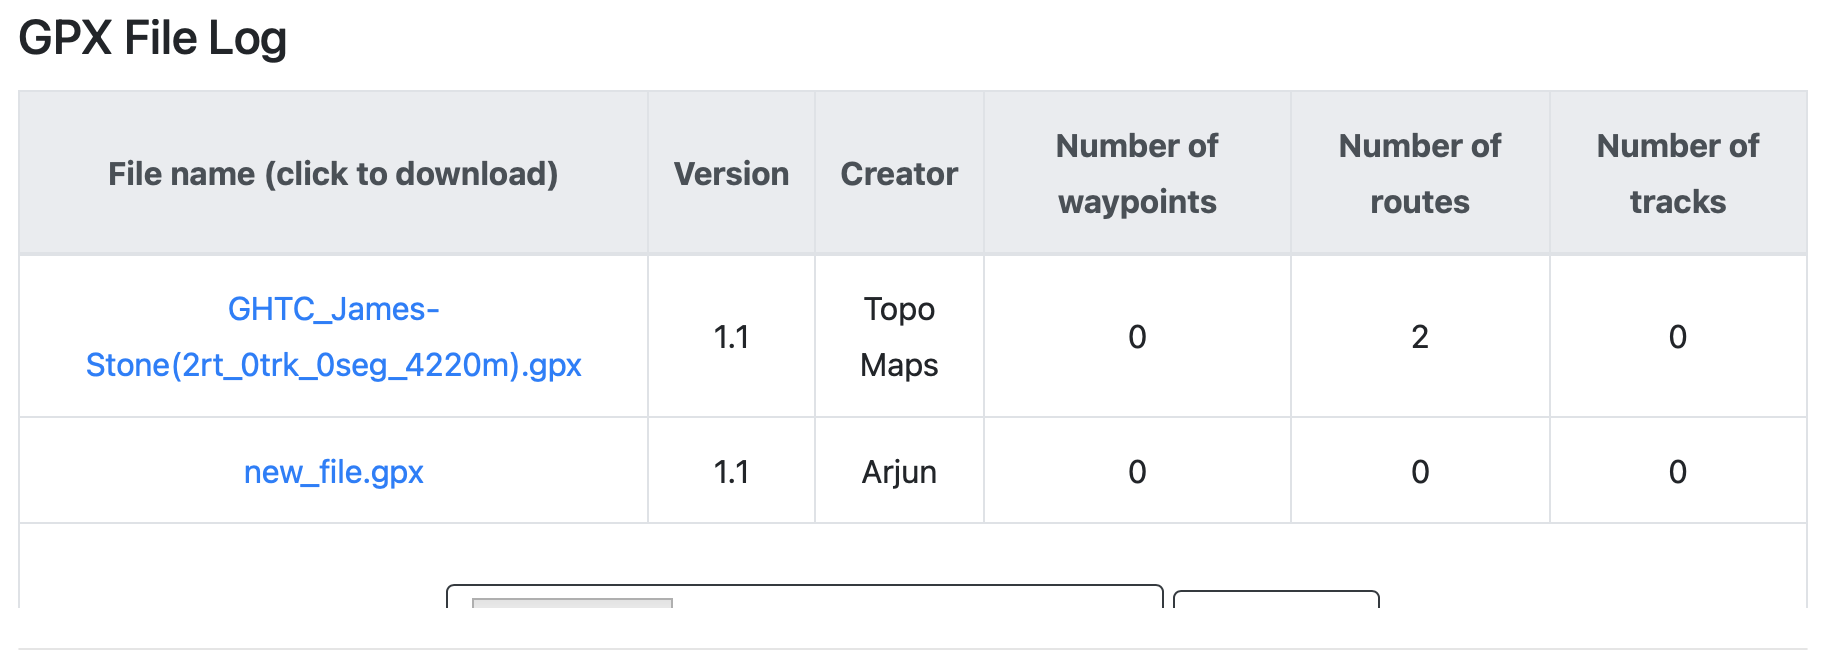 GPX File Log
File name (click to download)
Version
Creator
Number of
waypoints
Number of
routes
Number of
tracks
GHTC_James-
Stone(2rt_0trk_0seg_4220m).gpx
1.1
Topo
Maps
0
2
0
new_file.gpx
1.1
Arjun
0
0
0